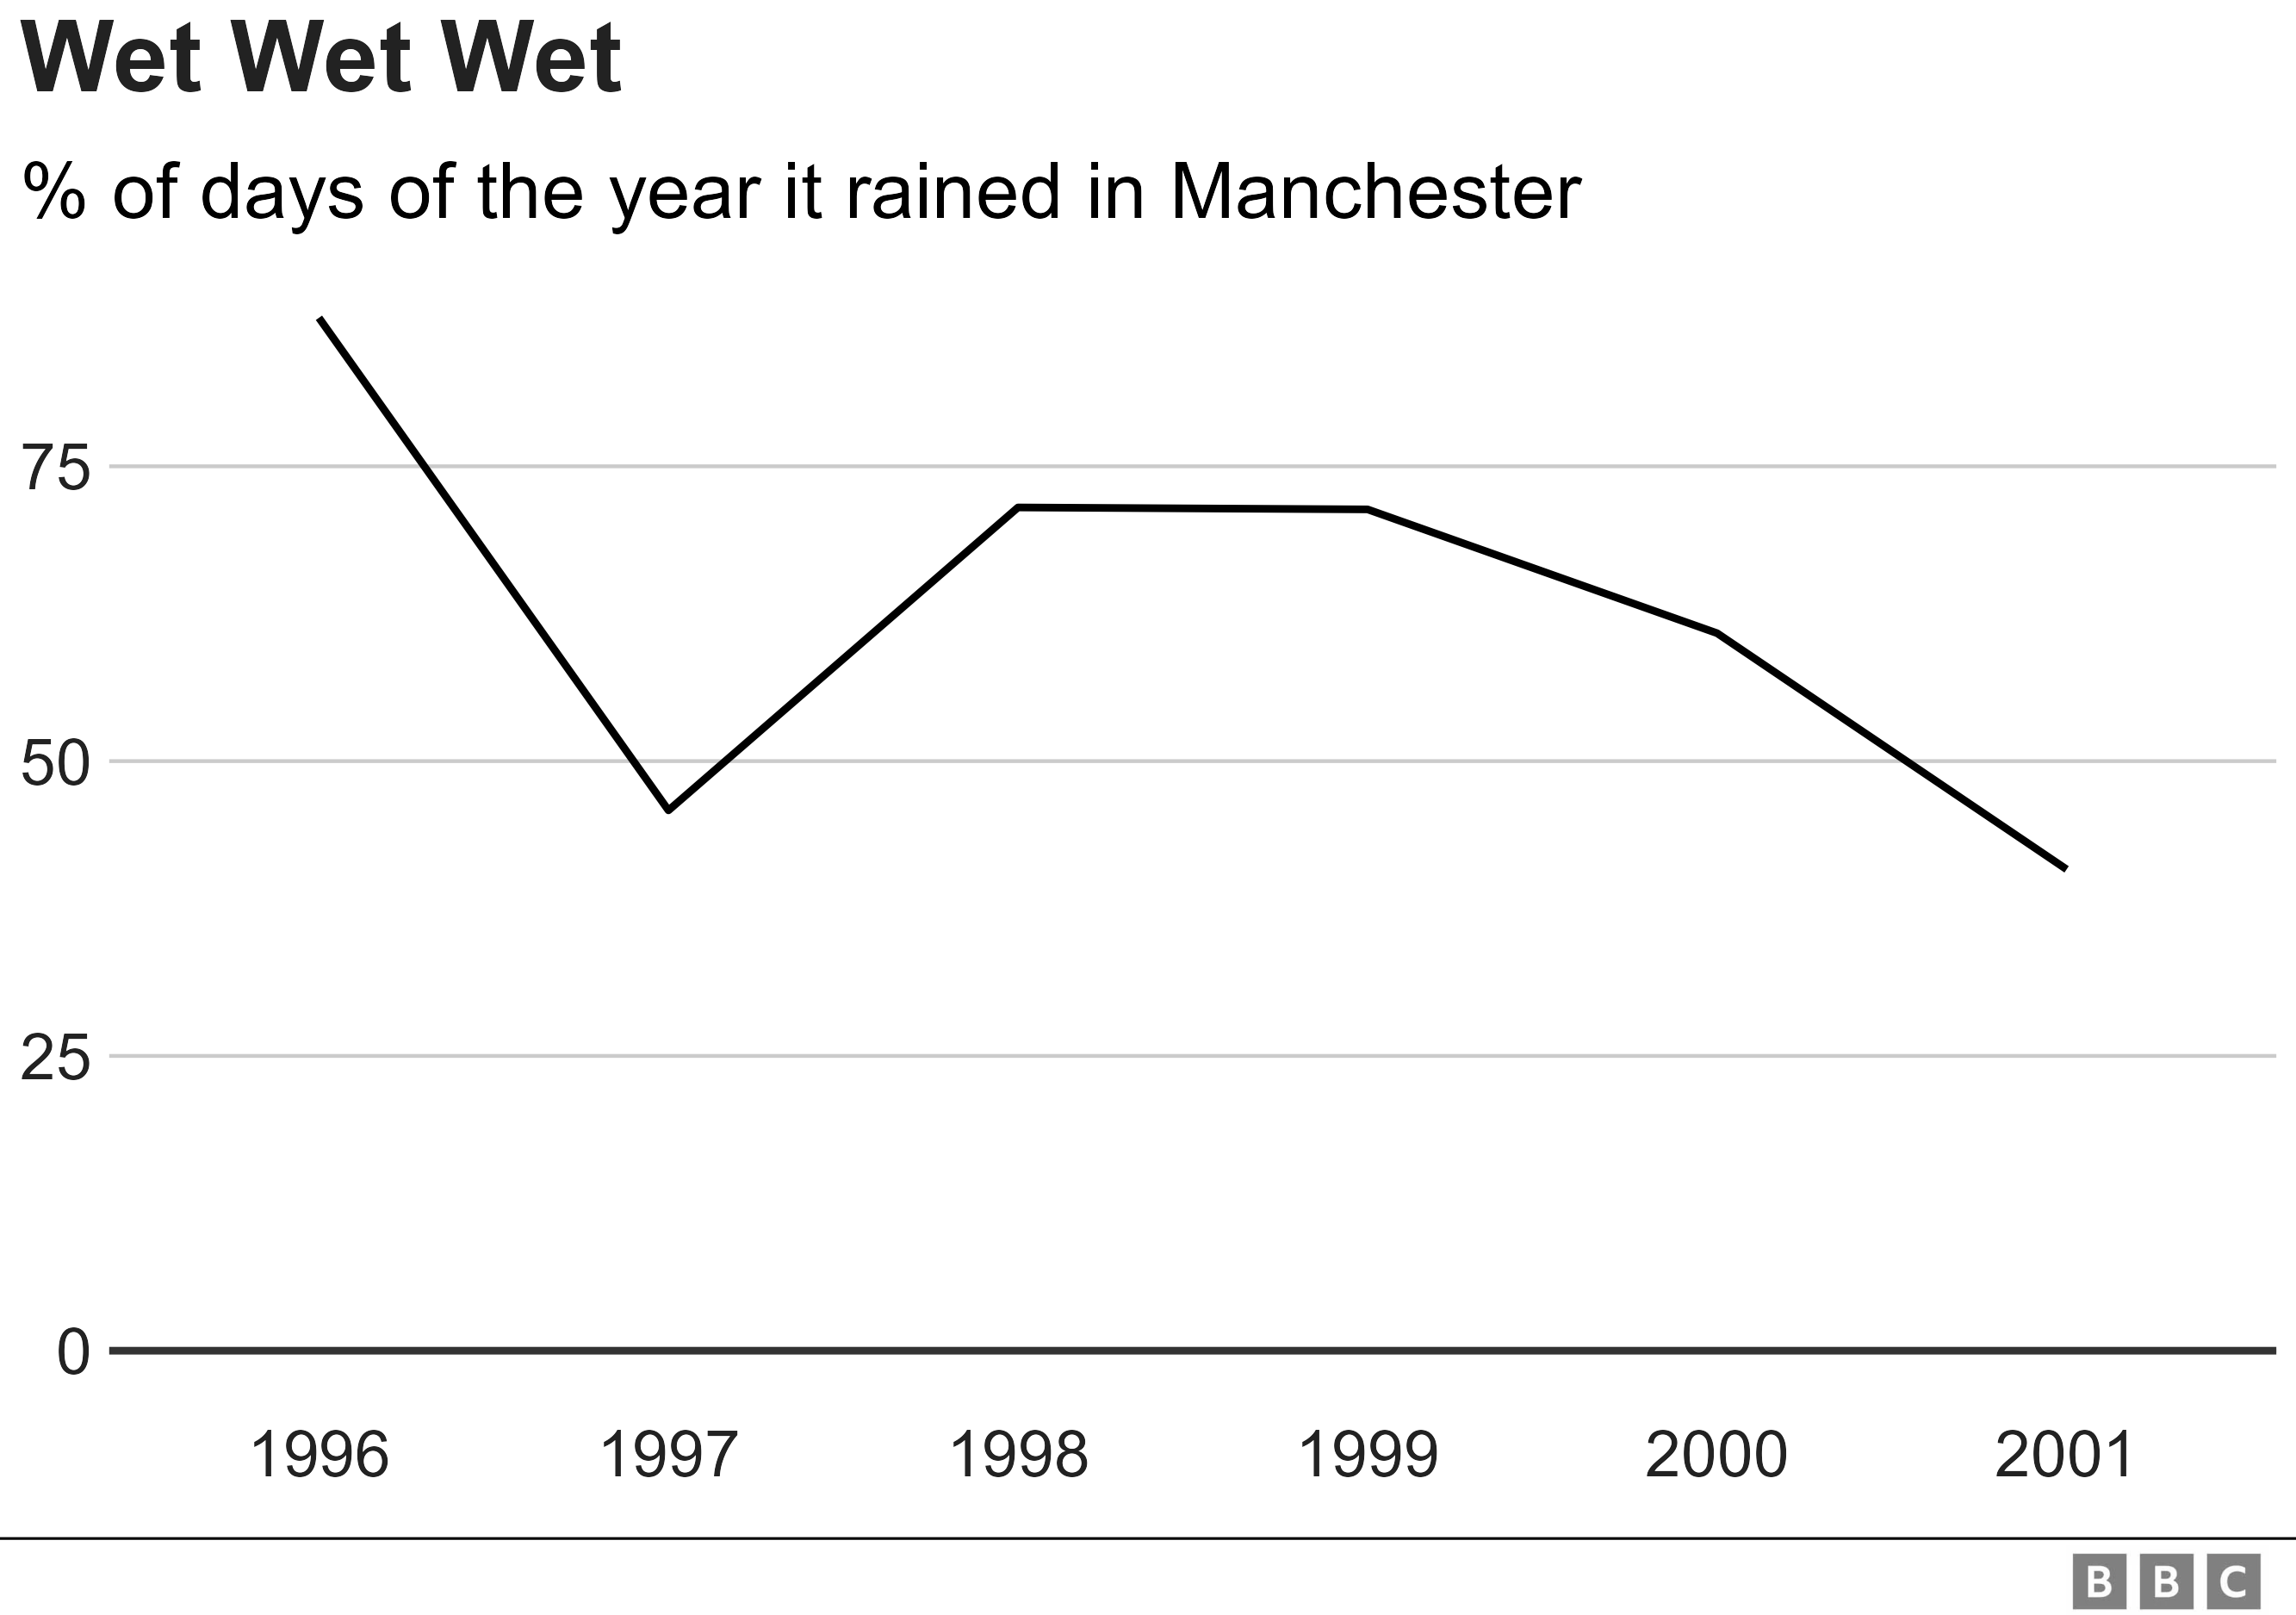 Wet Wet Wet
% of days of the year it rained in Manchester
75
50
25
0
1996 1997 1998 1999 2000 2001
BBC